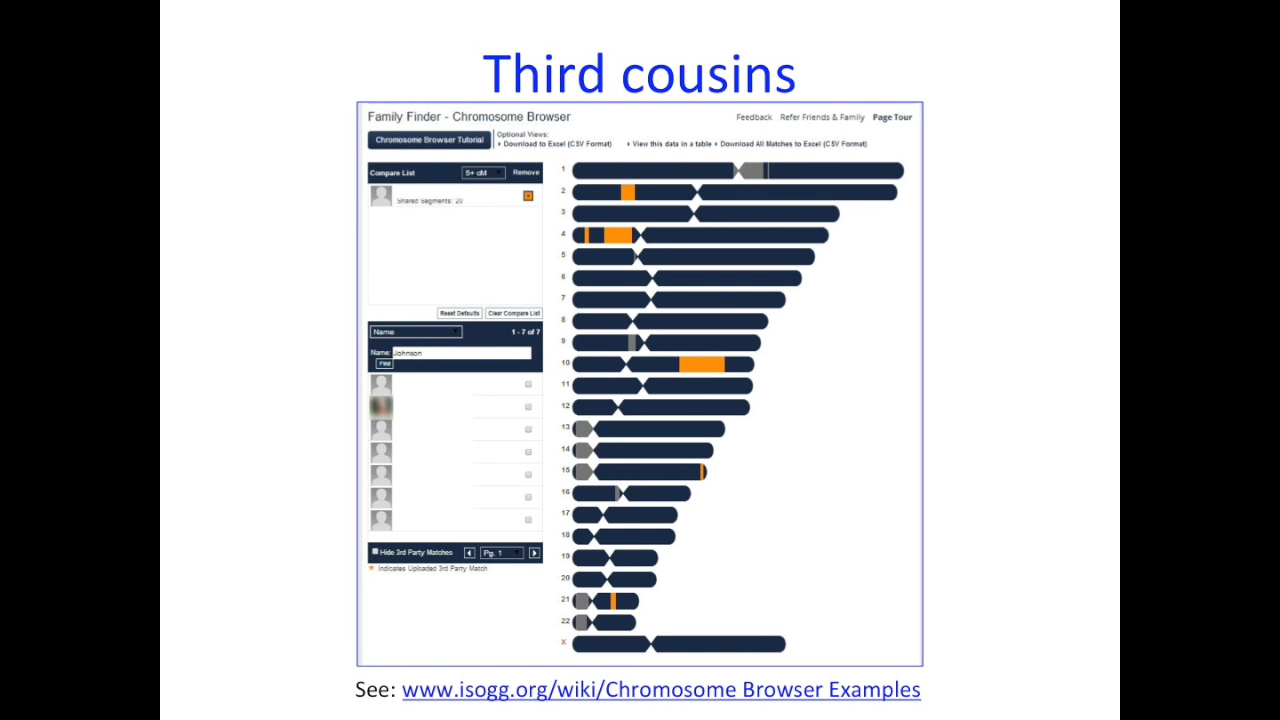 Third cousins
Family Finder - Chromosome Browser
Feedback Refer Friends & Family Page Tour
Chromosome Browser Tutorial
Optional Views:
Download to Excel (CSV Format) View this data in a table Download All Matches to Excel (CSV Format)
Compare List 5+ cM Remove
Shared Segments: 20
Reset Defaults Clear Compare List
Name 1 - 7 of 7
Name: Johnson
Find
Hide 3rd Party Matches Pg. 1
* Indicates Uploaded 3rd Party Match
1
2
3
4
5
6
7
8
9
10
11
12
13
14
15
16
17
18
19
20
21
22
X
See: www.isogg.org/wiki/Chromosome Browser Examples